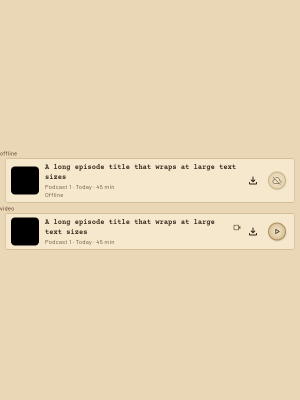 offline
A long episode title that wraps at large text
sizes
Podcast 1 · Today · 45 min
Offline
video
A long episode title that wraps at large
text sizes
Podcast 1 · Today · 45 min